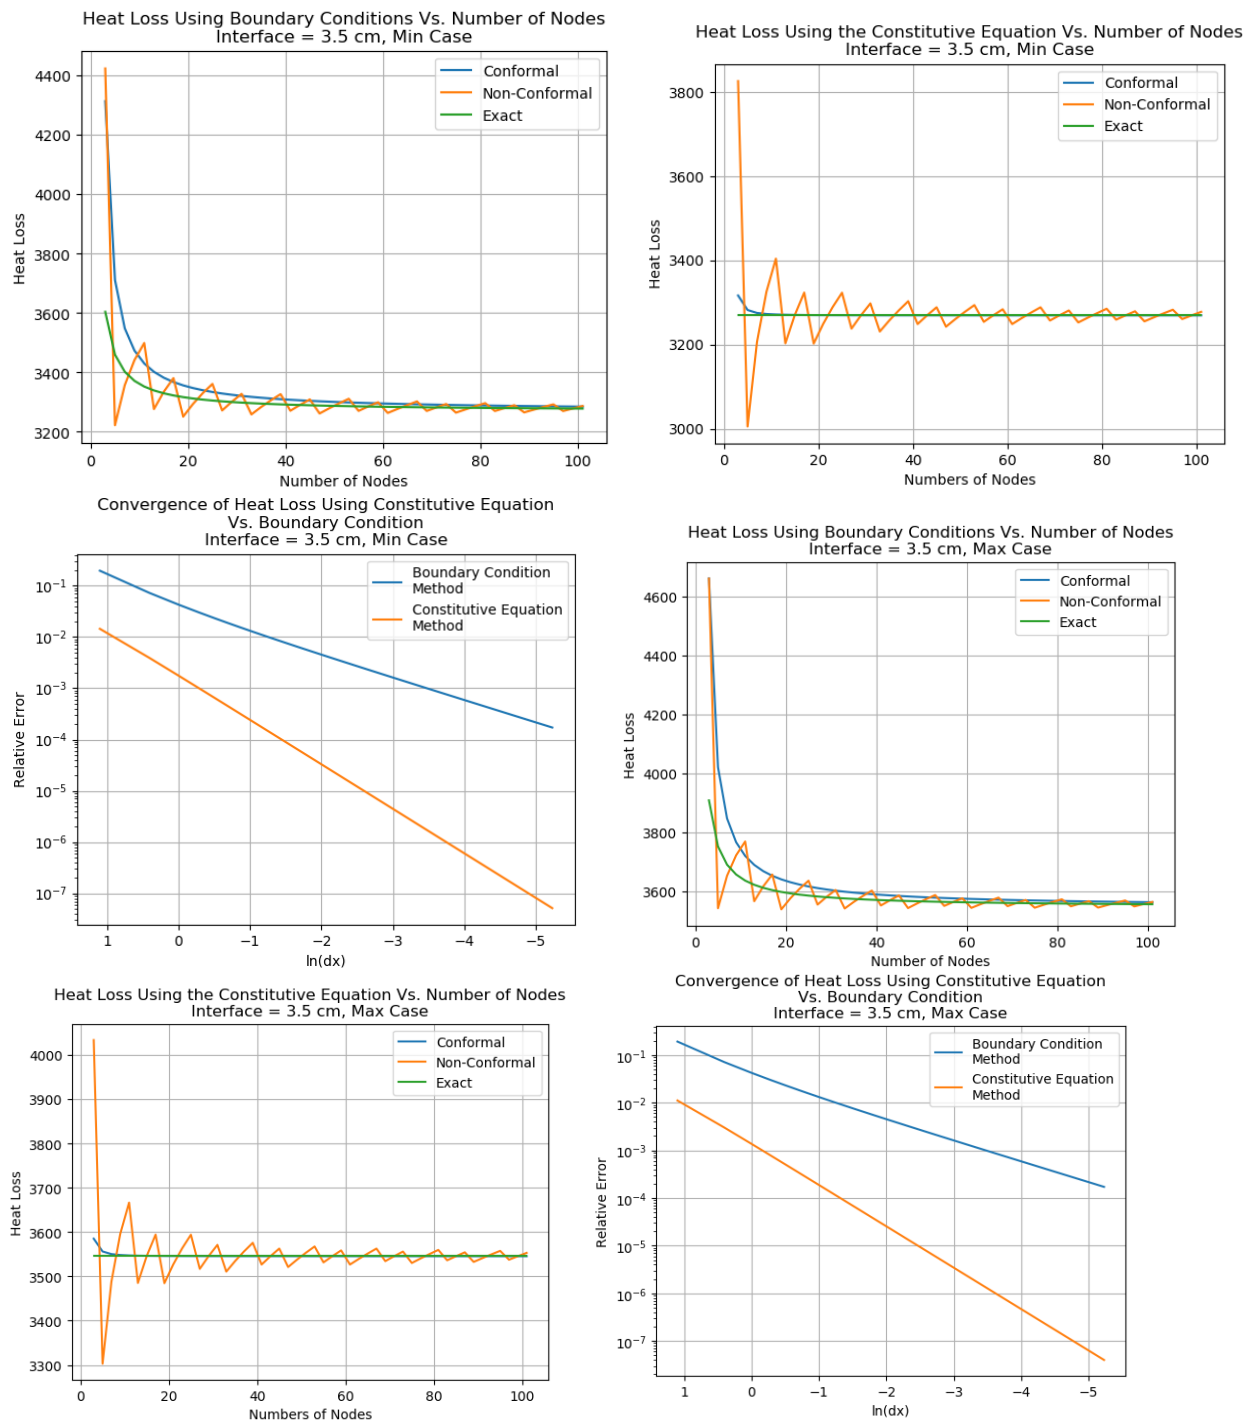 Heat Loss Using Boundary Conditions Vs. Number of Nodes
Interface = 3.5 cm, Min Case
Conformal
Non-Conformal
Exact
4400
4200
4000
3800
3600
3400
3200
Heat Loss
0 20 40 60 80 100
Number of Nodes
Heat Loss Using the Constitutive Equation Vs. Number of Nodes
Interface = 3.5 cm, Min Case
Conformal
Non-Conformal
Exact
3800
3600
3400
3200
3000
Heat Loss
0 20 40 60 80 100
Numbers of Nodes
Convergence of Heat Loss Using Constitutive Equation
Vs. Boundary Condition
Interface = 3.5 cm, Min Case
Boundary Condition
Method
Constitutive Equation
Method
10⁻¹
10⁻²
10⁻³
10⁻⁴
10⁻⁵
10⁻⁶
10⁻⁷
Relative Error
1 0 −1 −2 −3 −4 −5
ln(dx)
Heat Loss Using Boundary Conditions Vs. Number of Nodes
Interface = 3.5 cm, Max Case
Conformal
Non-Conformal
Exact
4600
4400
4200
4000
3800
3600
Heat Loss
0 20 40 60 80 100
Number of Nodes
Heat Loss Using the Constitutive Equation Vs. Number of Nodes
Interface = 3.5 cm, Max Case
Conformal
Non-Conformal
Exact
4000
3900
3800
3700
3600
3500
3400
3300
Heat Loss
0 20 40 60 80 100
Numbers of Nodes
Convergence of Heat Loss Using Constitutive Equation
Vs. Boundary Condition
Interface = 3.5 cm, Max Case
Boundary Condition
Method
Constitutive Equation
Method
10⁻¹
10⁻²
10⁻³
10⁻⁴
10⁻⁵
10⁻⁶
10⁻⁷
Relative Error
1 0 −1 −2 −3 −4 −5
ln(dx)